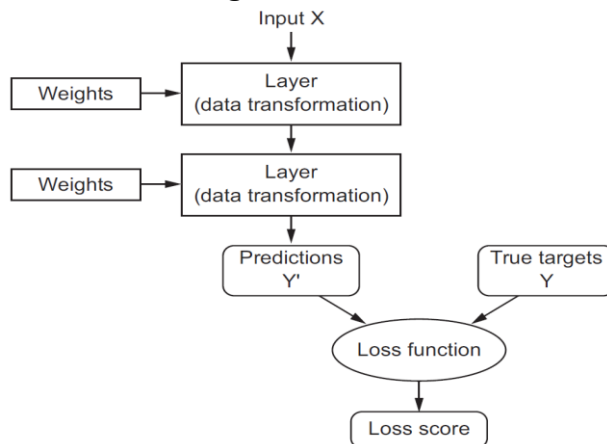 Input X
Weights
Layer
(data transformation)
Weights
Layer
(data transformation)
Predictions
Y'
True targets
Y
Loss function
Loss score